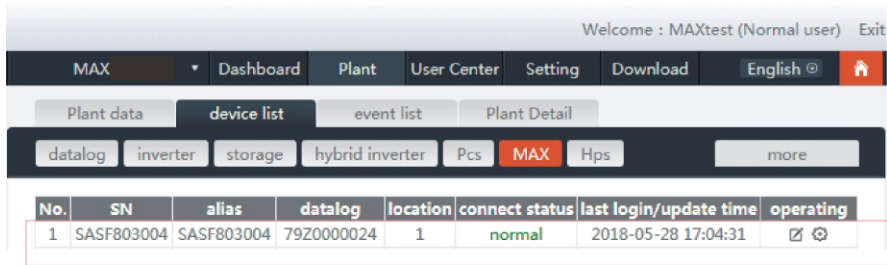 Welcome : MAXtest (Normal user) Exit
MAX Dashboard Plant User Center Setting Download English
Plant data device list event list Plant Detail
datalog inverter storage hybrid inverter Pcs MAX Hps more
No. SN alias datalog location connect status last login/update time operating
1 SASF803004 SASF803004 79Z0000024 1 normal 2018-05-28 17:04:31